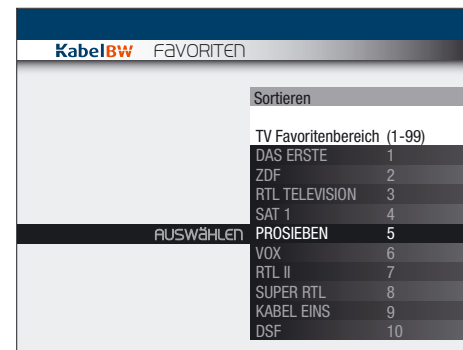 KabelBW FAVORITEN
Sortieren
TV Favoritenbereich (1-99)
DAS ERSTE 1
ZDF 2
RTL TELEVISION 3
SAT 1 4
AUSWÄHLEN PROSIEBEN 5
VOX 6
RTL II 7
SUPER RTL 8
KABEL EINS 9
DSF 10